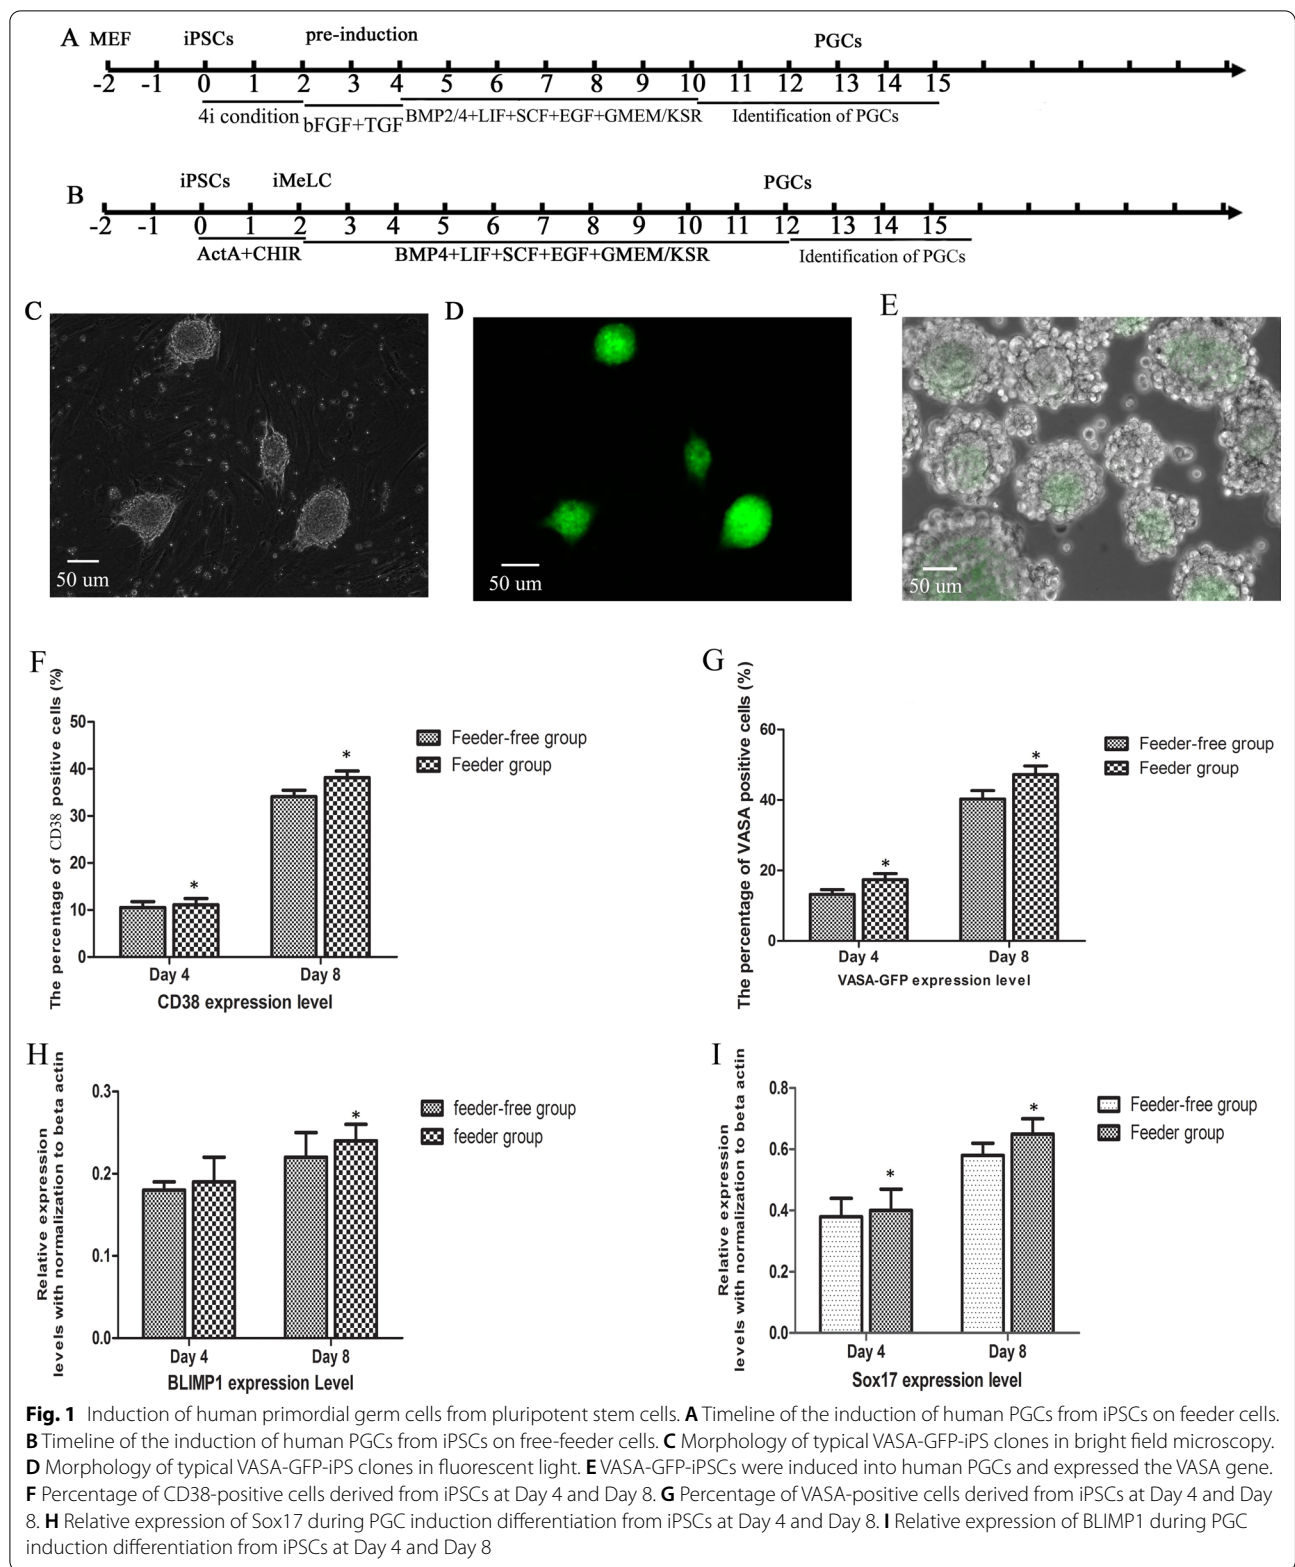 A MEF iPSCs pre-induction PGCs
-2 -1 0 1 2 3 4 5 6 7 8 9 10 11 12 13 14 15
4i condition bFGF+TGF BMP2/4+LIF+SCF+EGF+GMEM/KSR Identification of PGCs
B iPSCs iMeLC PGCs
-2 -1 0 1 2 3 4 5 6 7 8 9 10 11 12 13 14 15
ActA+CHIR BMP4+LIF+SCF+EGF+GMEM/KSR Identification of PGCs
C
50 um
D
50 um
E
50 um
F
The percentage of CD38 positive cells (%)
50
40
30
20
10
0
*
*
Feeder-free group
Feeder group
Day 4 Day 8
CD38 expression level
G
The percentage of VASA positive cells (%)
60
40
20
0
*
*
Feeder-free group
Feeder group
Day 4 Day 8
VASA-GFP expression level
H
Relative expression
levels with normalization to beta actin
0.3
0.2
0.1
0.0
*
feeder-free group
feeder group
Day 4 Day 8
BLIMP1 expression Level
I
Relative expression
levels with normalization to beta actin
0.8
0.6
0.4
0.2
0.0
*
*
Feeder-free group
Feeder group
Day 4 Day 8
Sox17 expression level
Fig. 1 Induction of human primordial germ cells from pluripotent stem cells. A Timeline of the induction of human PGCs from iPSCs on feeder cells.
B Timeline of the induction of human PGCs from iPSCs on free-feeder cells. C Morphology of typical VASA-GFP-iPS clones in bright field microscopy.
D Morphology of typical VASA-GFP-iPS clones in fluorescent light. E VASA-GFP-iPSCs were induced into human PGCs and expressed the VASA gene.
F Percentage of CD38-positive cells derived from iPSCs at Day 4 and Day 8. G Percentage of VASA-positive cells derived from iPSCs at Day 4 and Day
8. H Relative expression of Sox17 during PGC induction differentiation from iPSCs at Day 4 and Day 8. I Relative expression of BLIMP1 during PGC
induction differentiation from iPSCs at Day 4 and Day 8